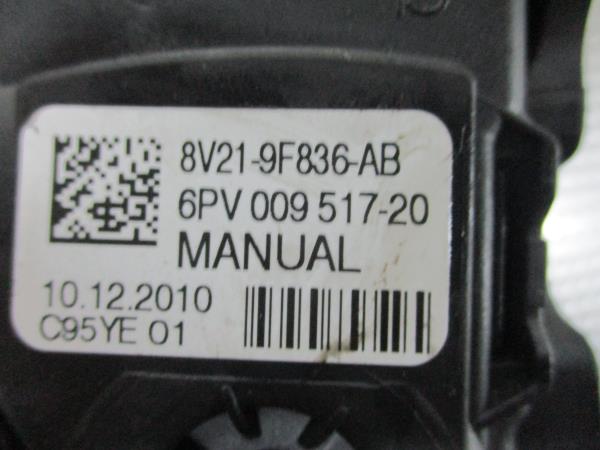 8V21-9F836-AB
6PV 009 517-20
MANUAL
10.12.2010
C95YE 01